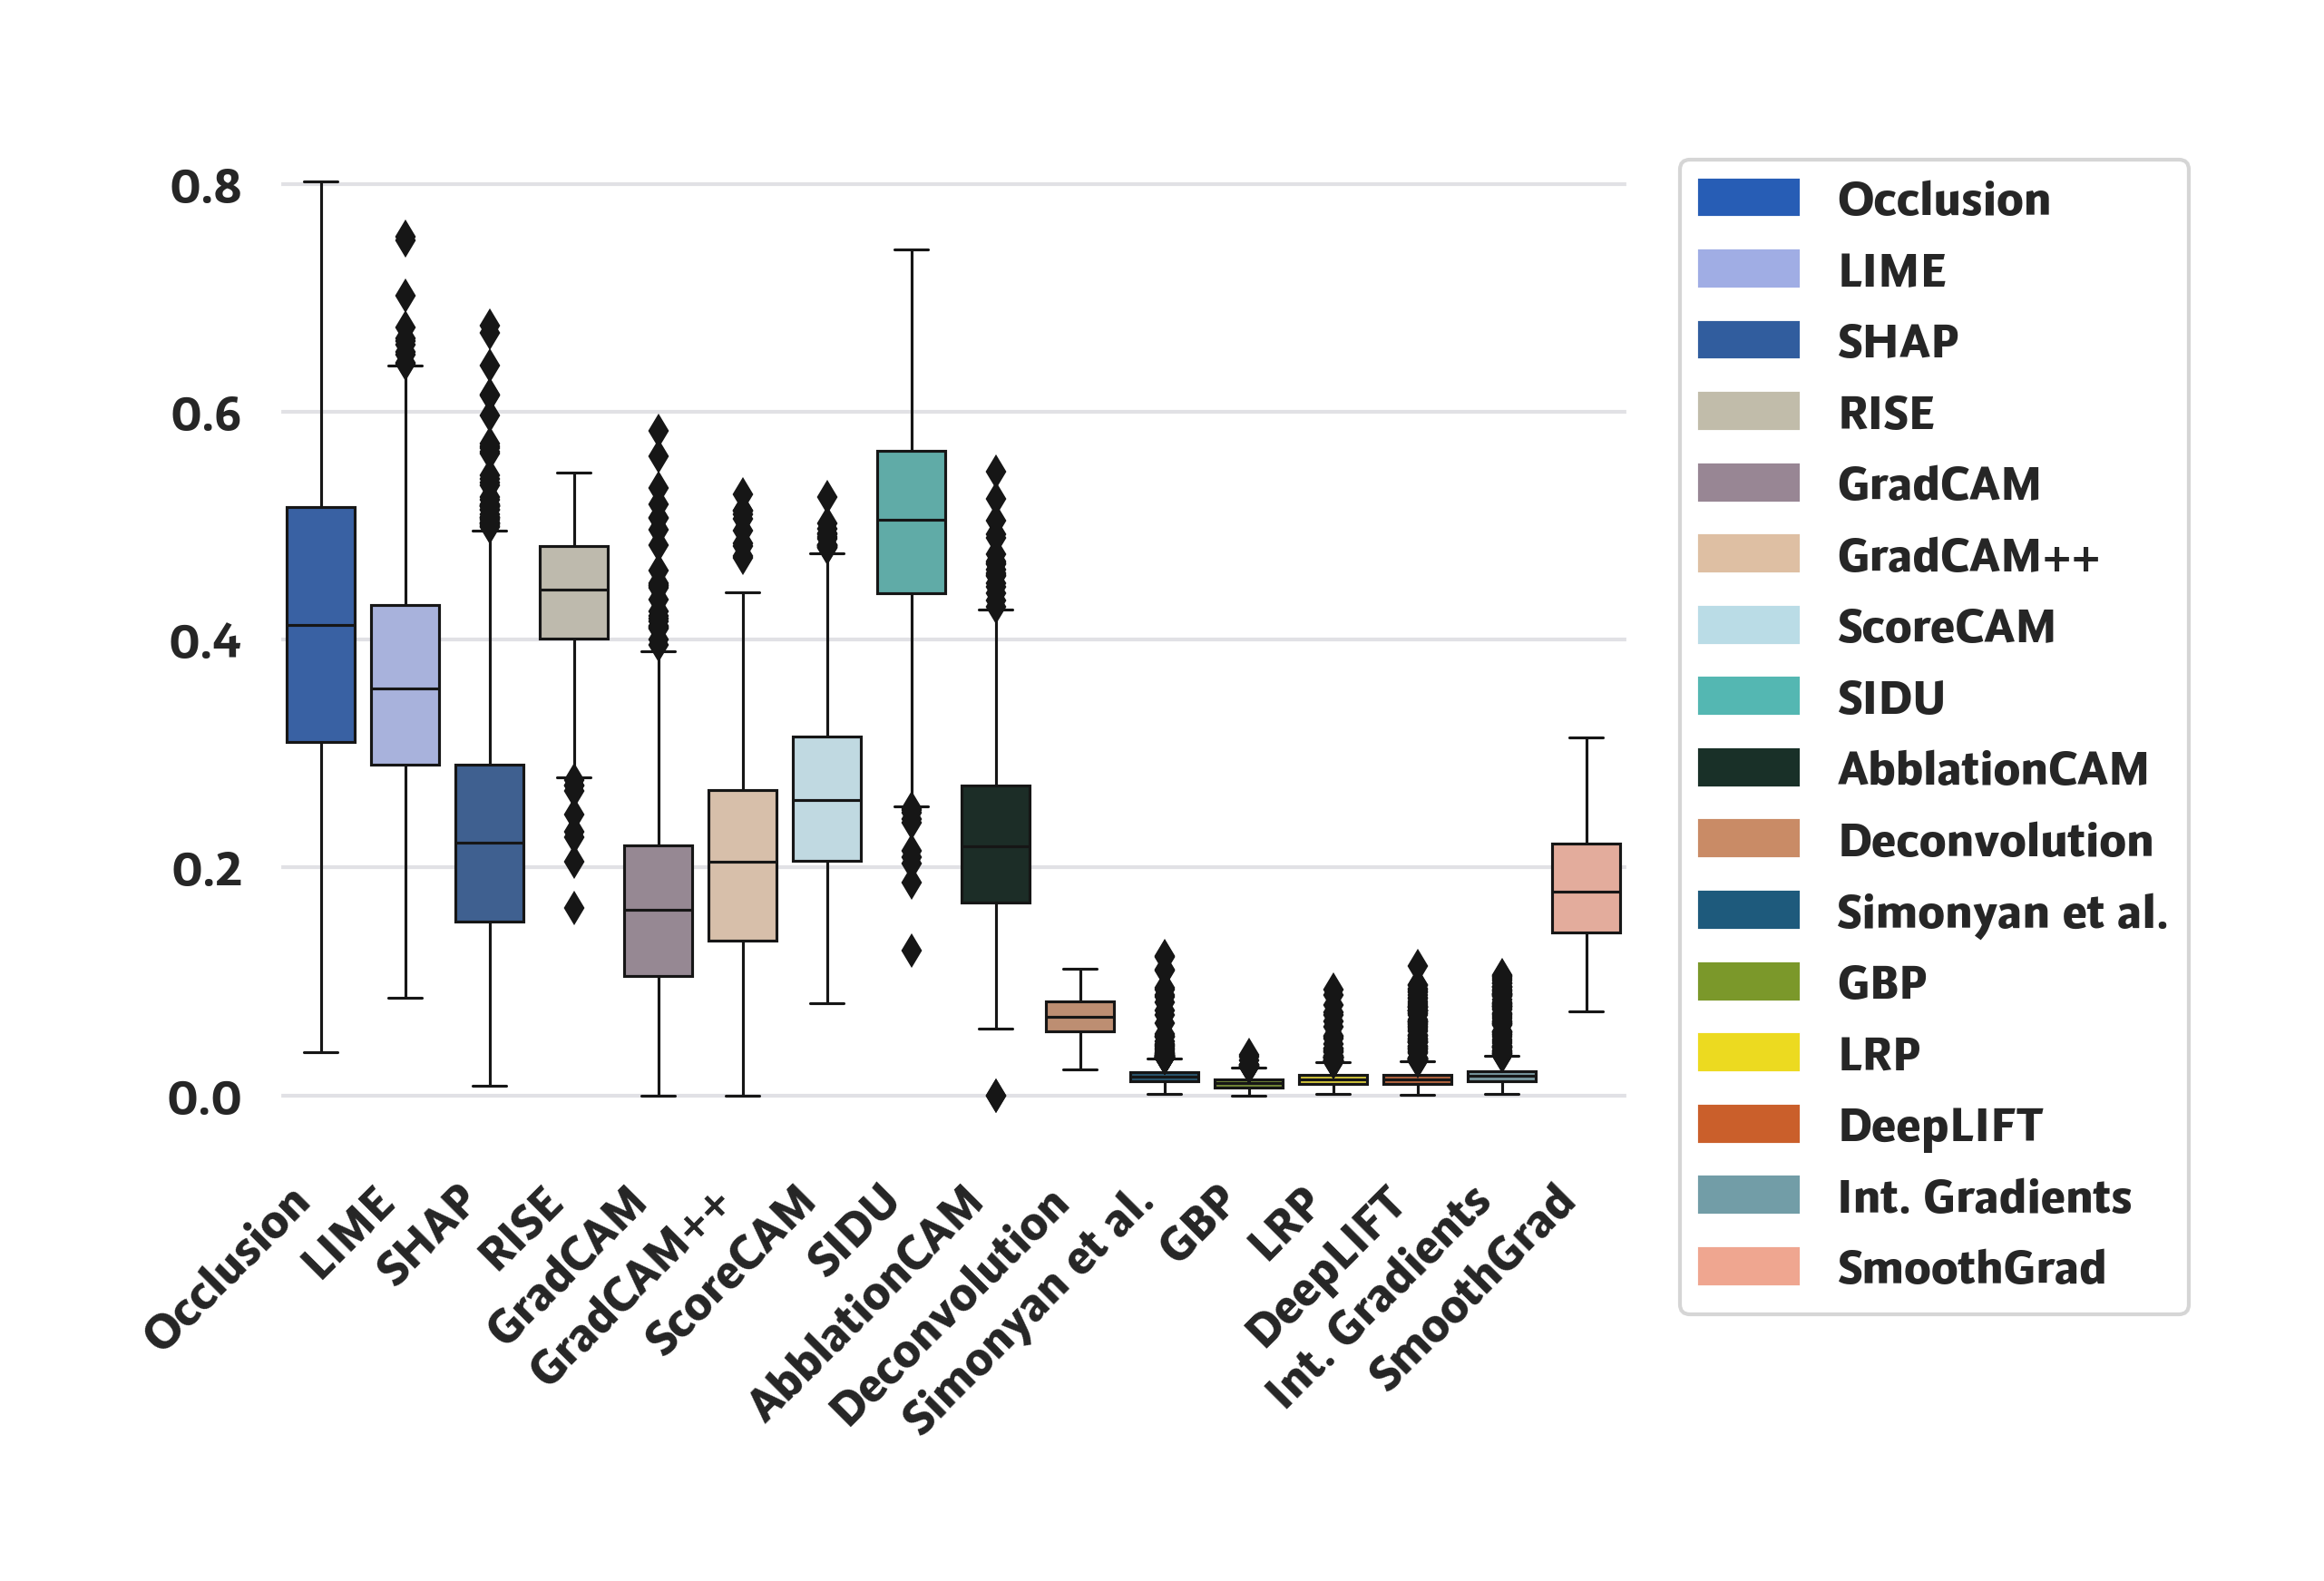 0.8
0.6
0.4
0.2
0.0
Occlusion
LIME
SHAP
RISE
GradCAM
GradCAM++
ScoreCAM
SIDU
AbblationCAM
Deconvolution
Simonyan et al.
GBP
LRP
DeepLIFT
Int. Gradients
SmoothGrad
Occlusion
LIME
SHAP
RISE
GradCAM
GradCAM++
ScoreCAM
SIDU
AbblationCAM
Deconvolution
Simonyan et al.
GBP
LRP
DeepLIFT
Int. Gradients
SmoothGrad